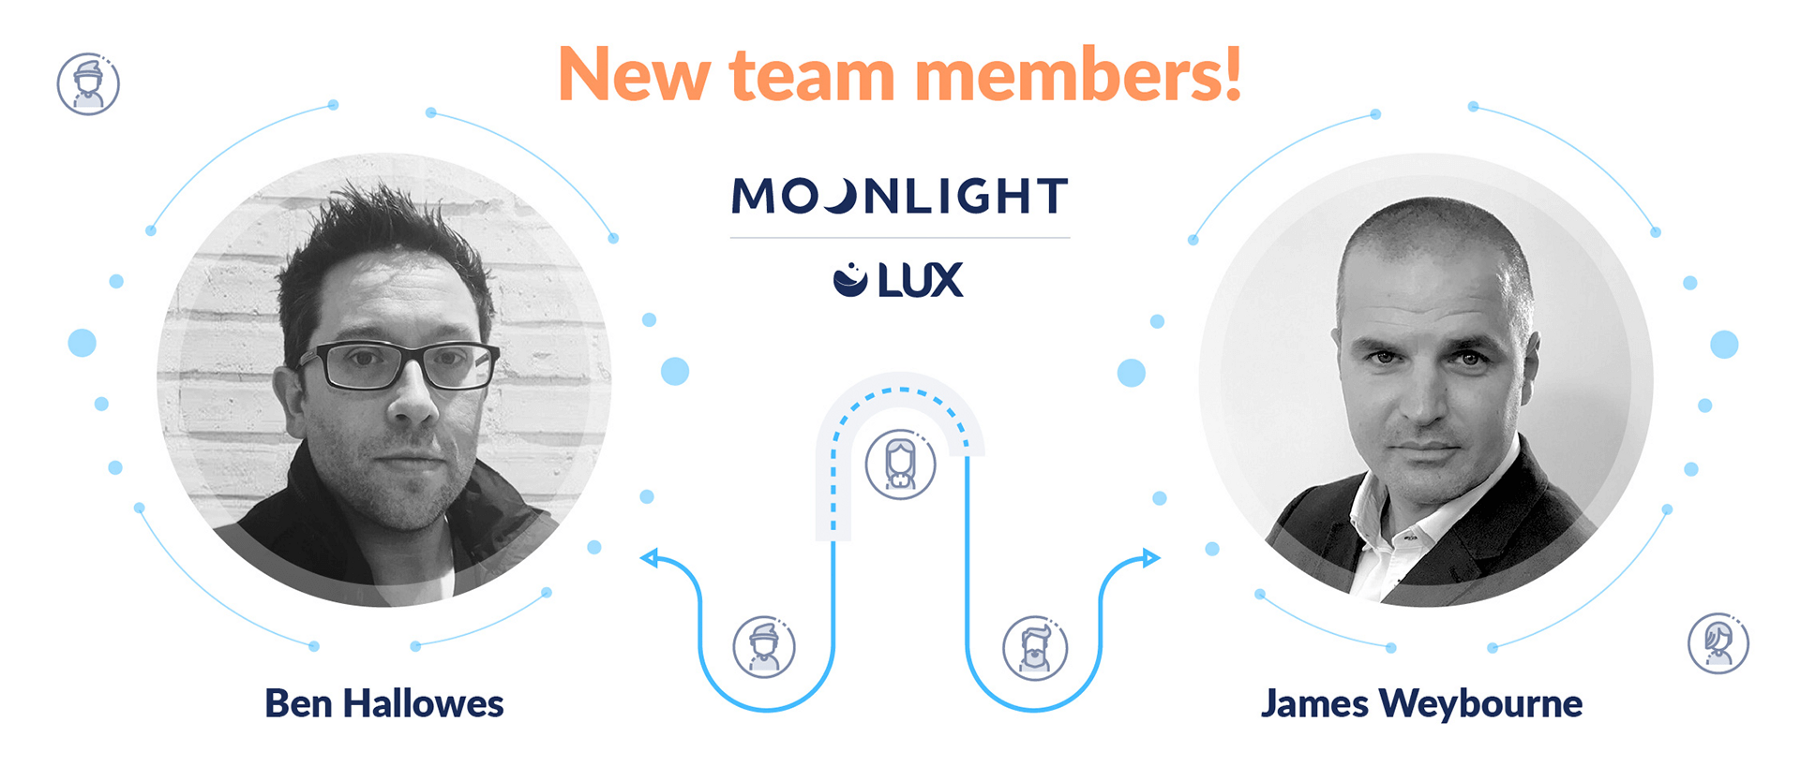 New team members!
MOONLIGHT
LUX
Ben Hallowes
James Weybourne